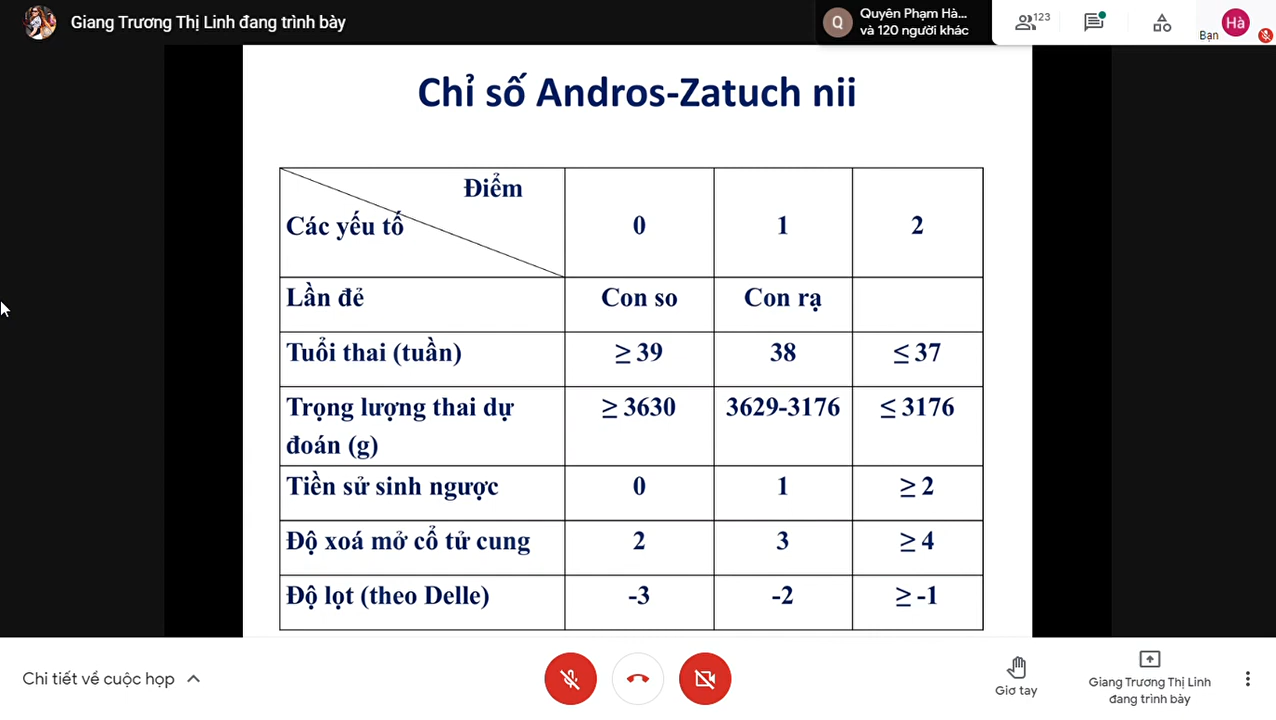 Giang Trương Thị Linh đang trình bày
Q
Quyên Phạm Hà...
và 120 người khác
123
Bạn
Hà
Chỉ số Andros-Zatuch nii
Điểm
Các yếu tố
0 1 2
Lần đẻ Con so Con rạ
Tuổi thai (tuần) ≥ 39 38 ≤ 37
Trọng lượng thai dự ≥ 3630 3629-3176 ≤ 3176
đoán (g)
Tiền sử sinh ngược 0 1 ≥ 2
Độ xoá mở cổ tử cung 2 3 ≥ 4
Độ lọt (theo Delle) -3 -2 ≥ -1
Chi tiết về cuộc họp
Giơ tay
Giang Trương Thị Linh
đang trình bày